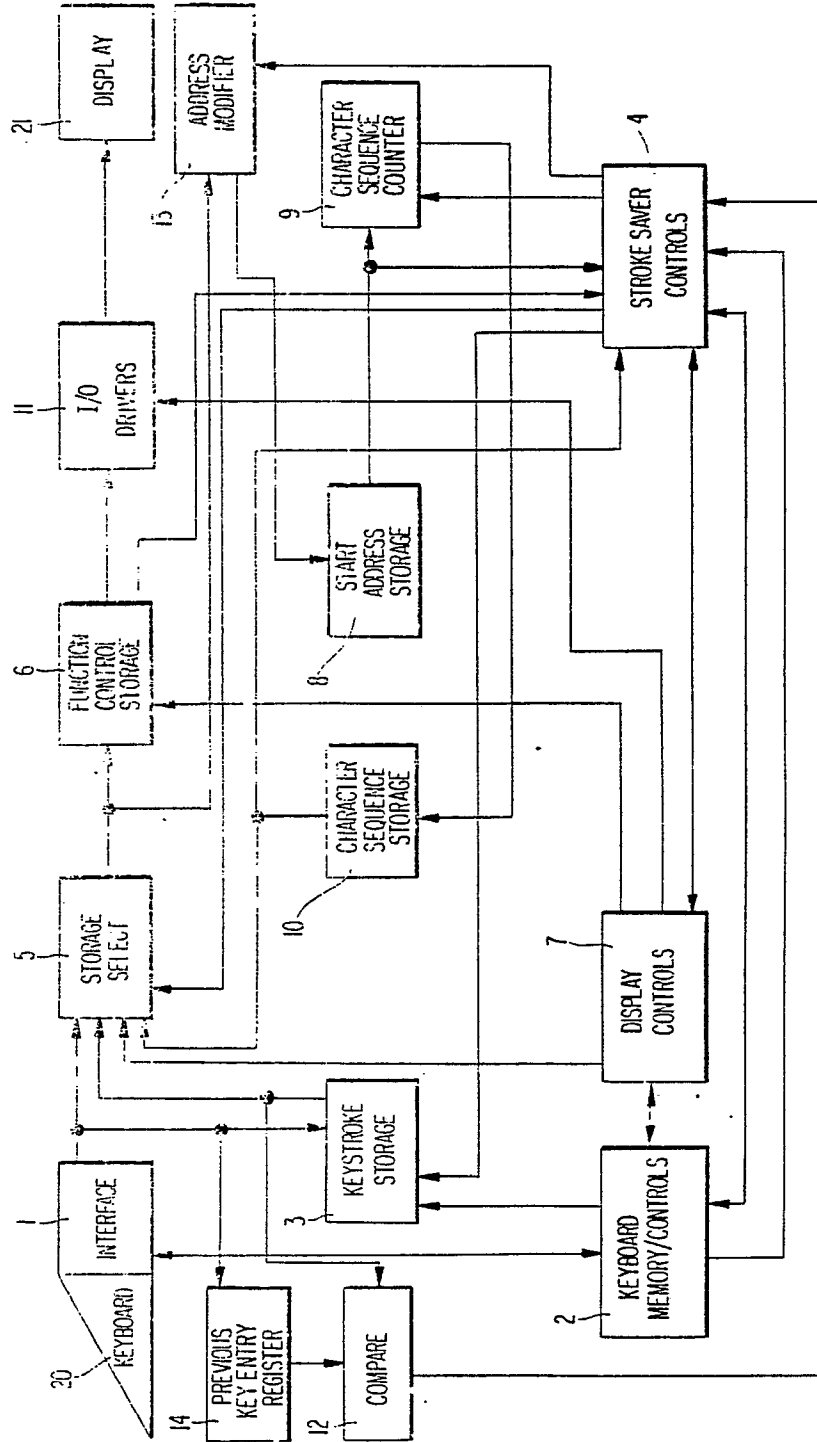 20
KEYBOARD
INTERFACE
1
5
STORAGE
SELECT
6
FUNCTION
CONTROL
STORAGE
11
I/O
DRIVERS
21
DISPLAY
13
ADDRESS
MODIFIER
14
PREVIOUS
KEY ENTRY
REGISTER
12
COMPARE
3
KEYSTROKE
STORAGE
10
CHARACTER
SEQUENCE
STORAGE
8
START
ADDRESS
STORAGE
9
CHARACTER
SEQUENCE
COUNTER
2
KEYBOARD
MEMORY/CONTROLS
7
DISPLAY
CONTROLS
4
STROKE SAVER
CONTROLS